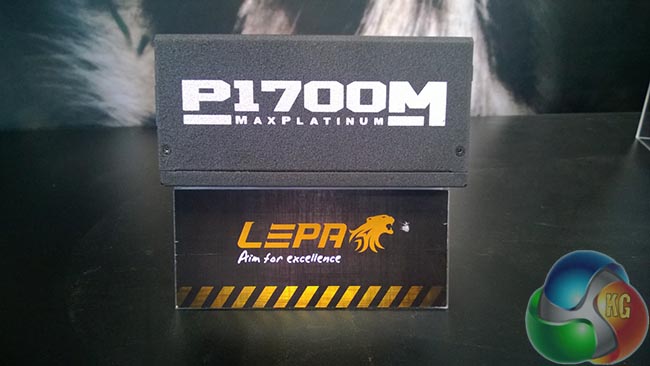 P1700M
MAXPLATINUM
LEPA
Aim for excellence
KG